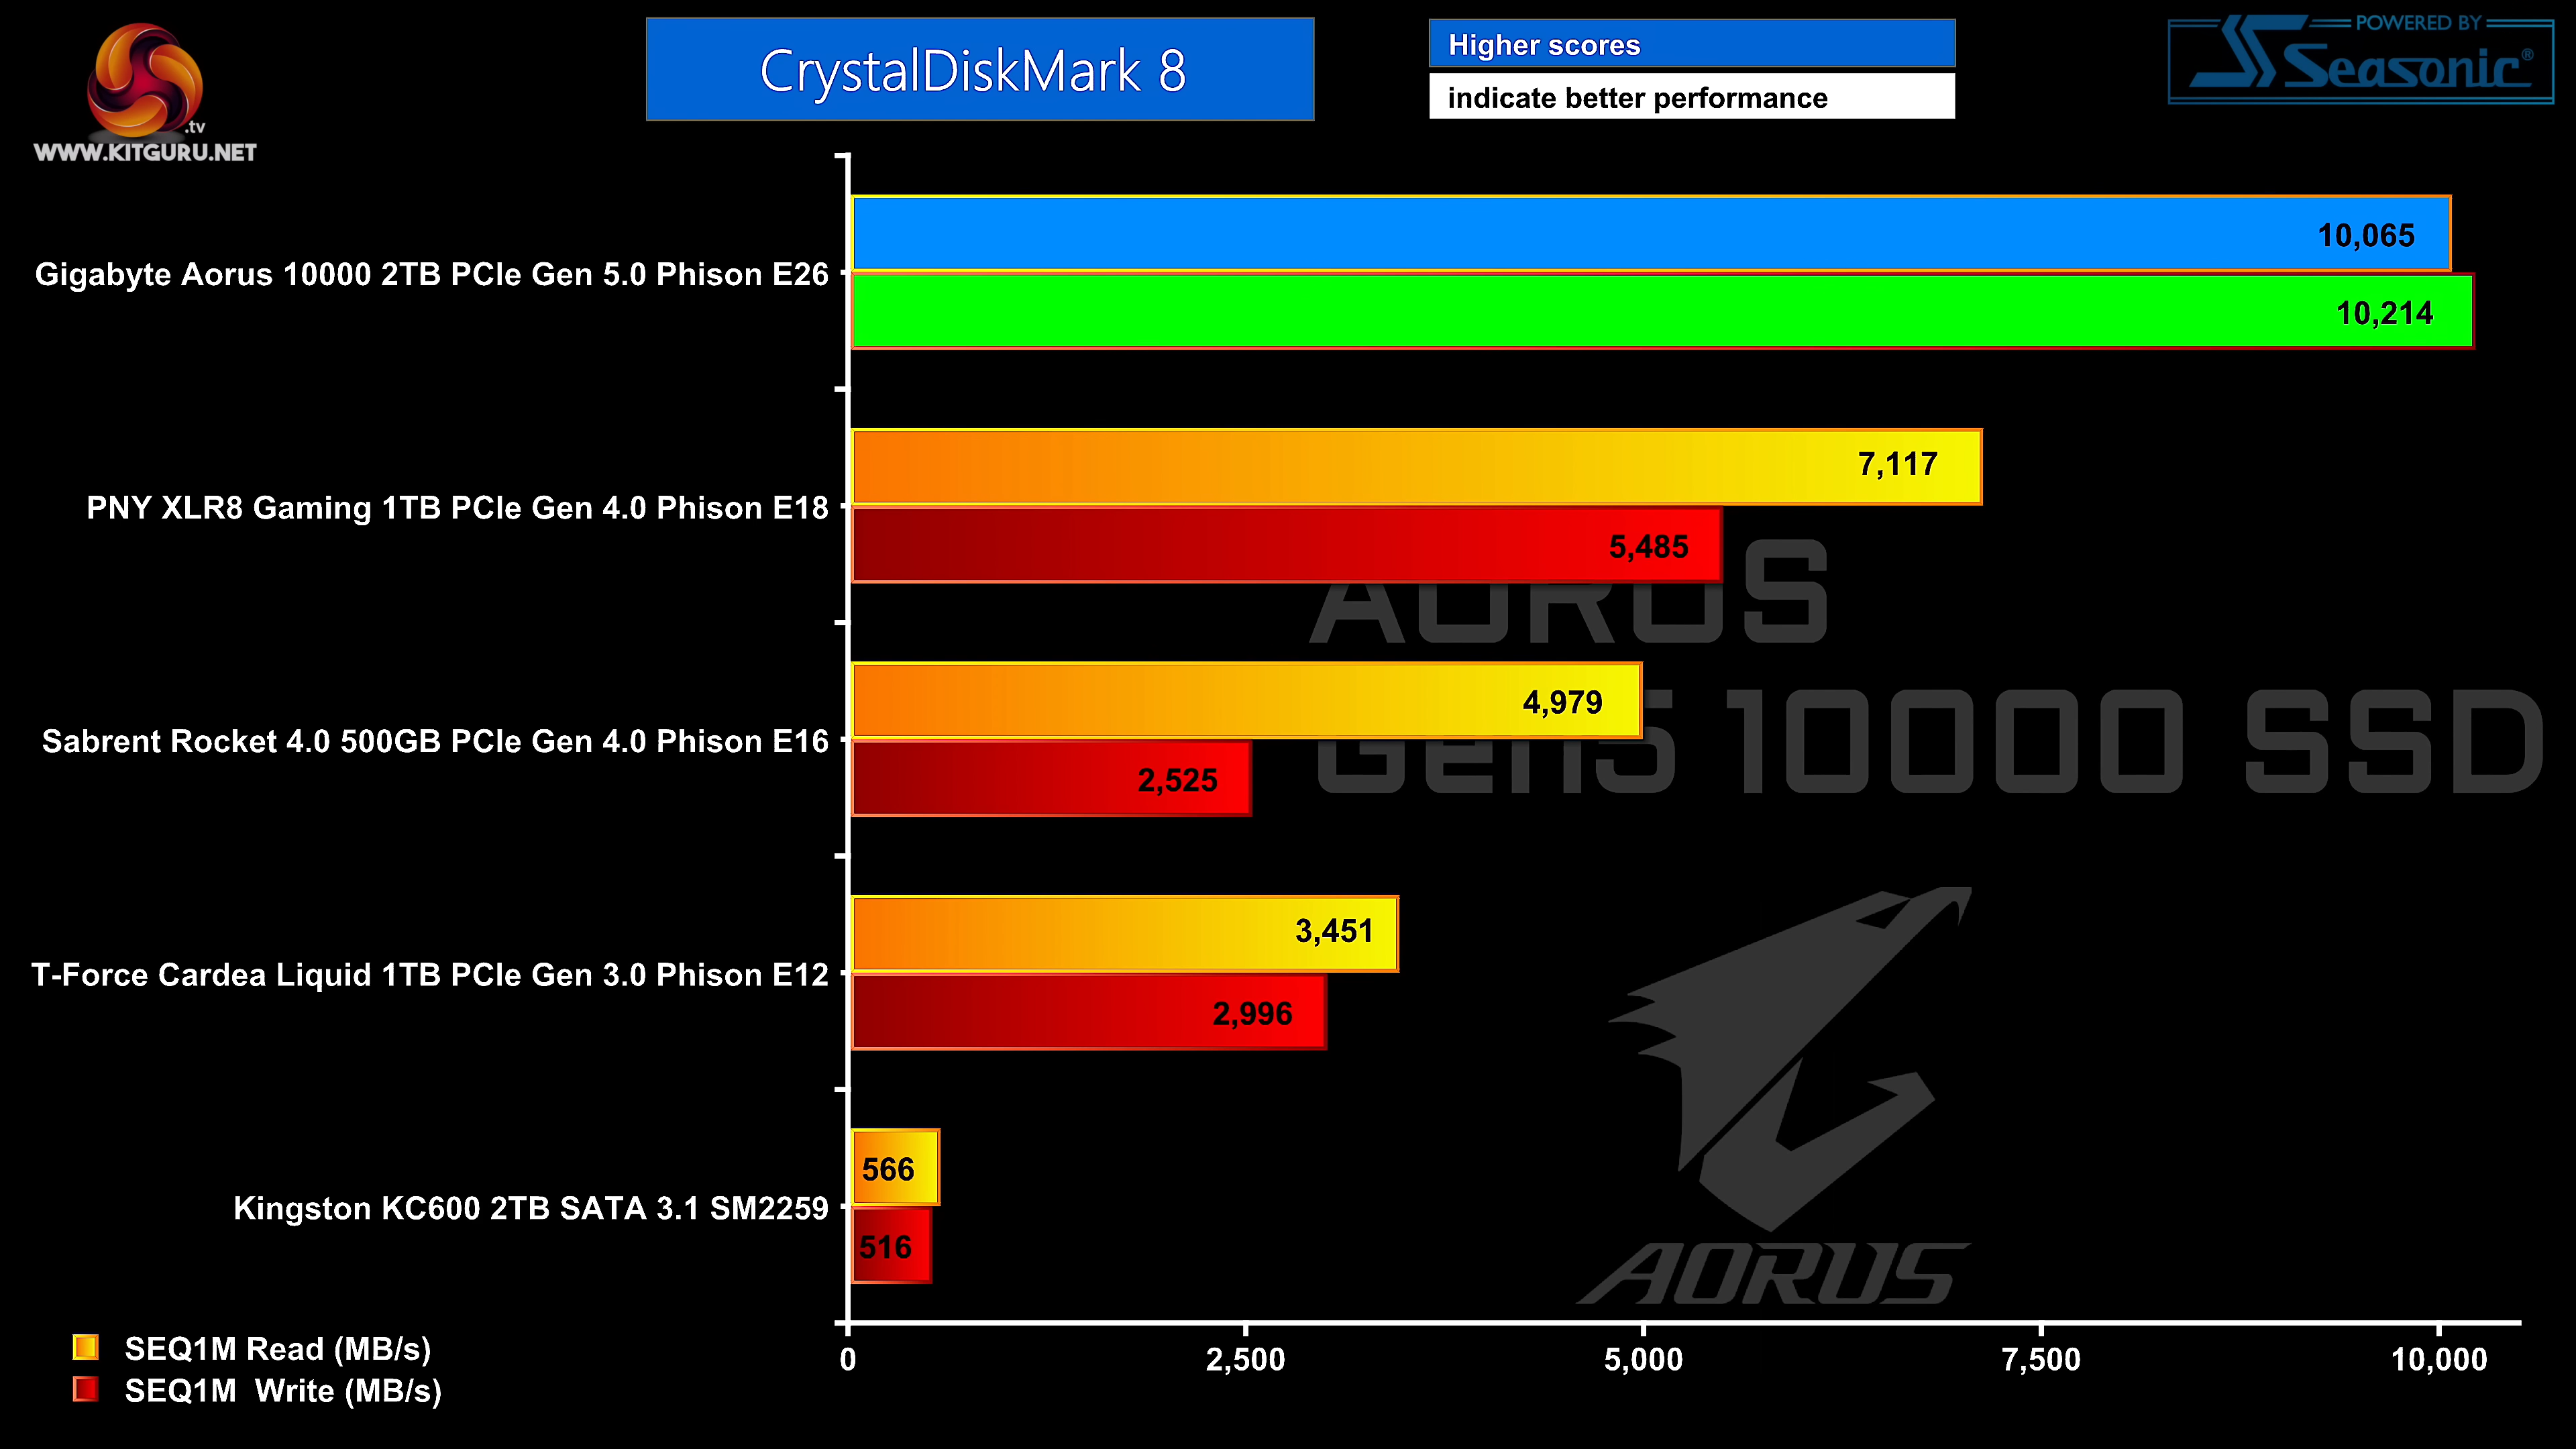 .tv
WWW.KITGURU.NET
CrystalDiskMark 8
Higher scores
indicate better performance
POWERED BY
Seasonic®
Gigabyte Aorus 10000 2TB PCIe Gen 5.0 Phison E26
10,065
10,214
PNY XLR8 Gaming 1TB PCIe Gen 4.0 Phison E18
7,117
5,485
AORUS
Gen5 10000 SSD
Sabrent Rocket 4.0 500GB PCIe Gen 4.0 Phison E16
4,979
2,525
T-Force Cardea Liquid 1TB PCIe Gen 3.0 Phison E12
3,451
2,996
Kingston KC600 2TB SATA 3.1 SM2259
566
516
AORUS
SEQ1M Read (MB/s)
SEQ1M  Write (MB/s)
0 2,500 5,000 7,500 10,000